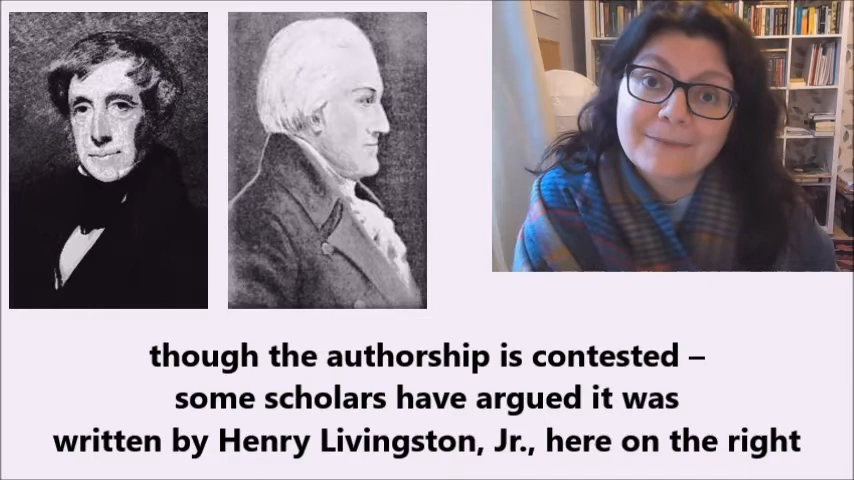 though the authorship is contested –
some scholars have argued it was
written by Henry Livingston, Jr., here on the right